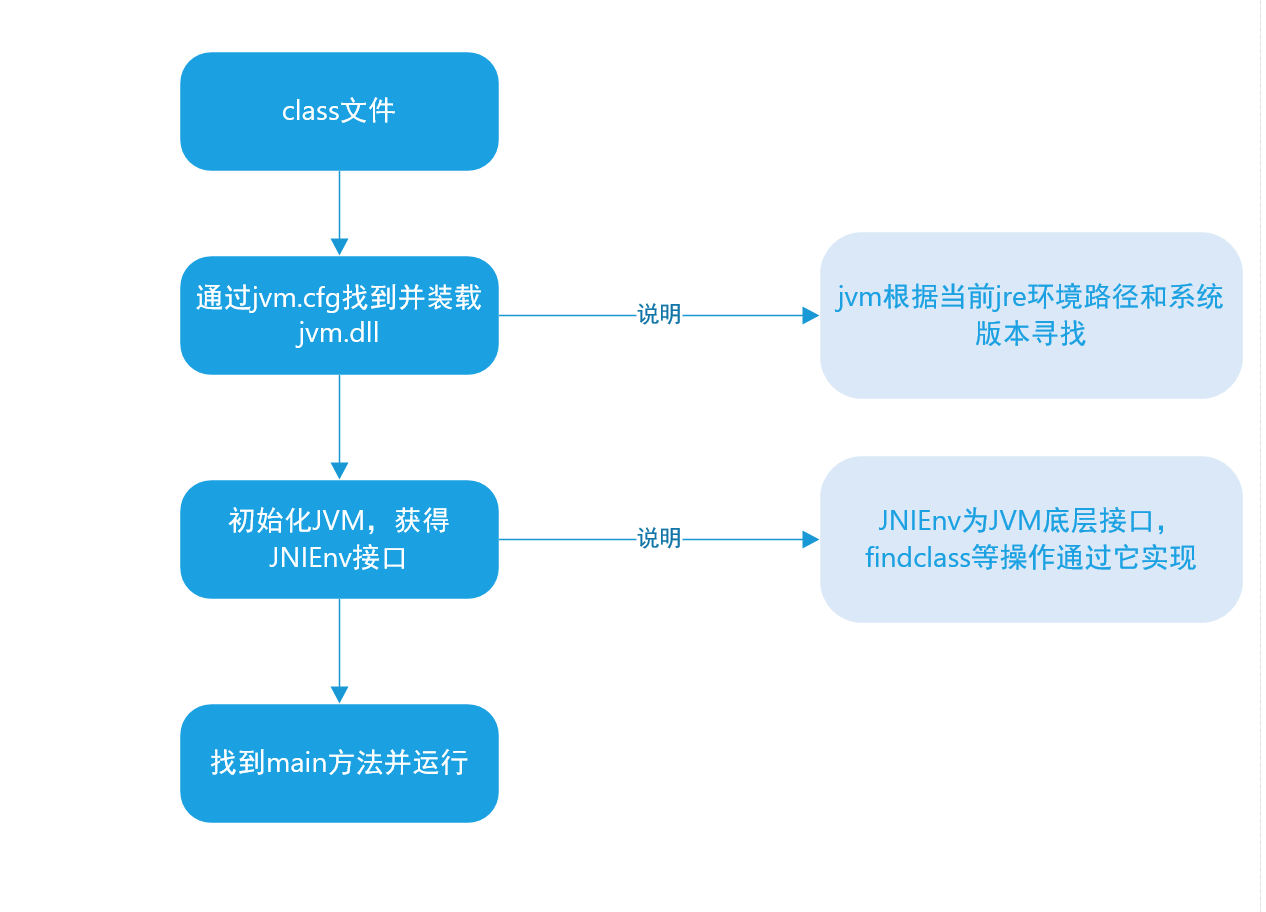 class文件
通过jvm.cfg找到并装载
jvm.dll
说明
jvm根据当前jre环境路径和系统
版本寻找
初始化JVM，获得
JNIEnv接口
说明
JNIEnv为JVM底层接口，
findclass等操作通过它实现
找到main方法并运行